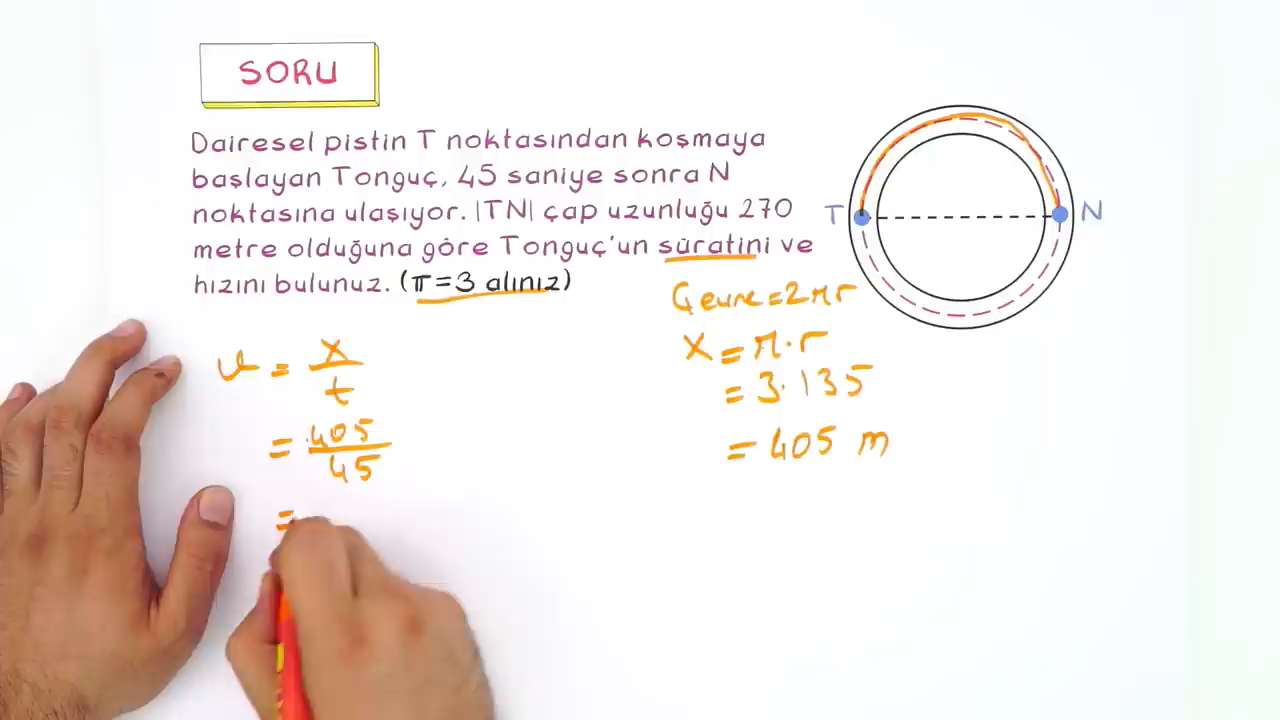 SORU
Dairesel pistin T noktasından koşmaya
başlayan Tonguç, 45 saniye sonra N
noktasına ulaşıyor. |TN| çap uzunluğu 270
metre olduğuna göre Tonguç'un süratini ve
hızını bulunuz. (π=3 alınız)
T
N
Çevre=2πr
x = π·r
= 3·135
= 405 m
v = x/t
= 405/45
=